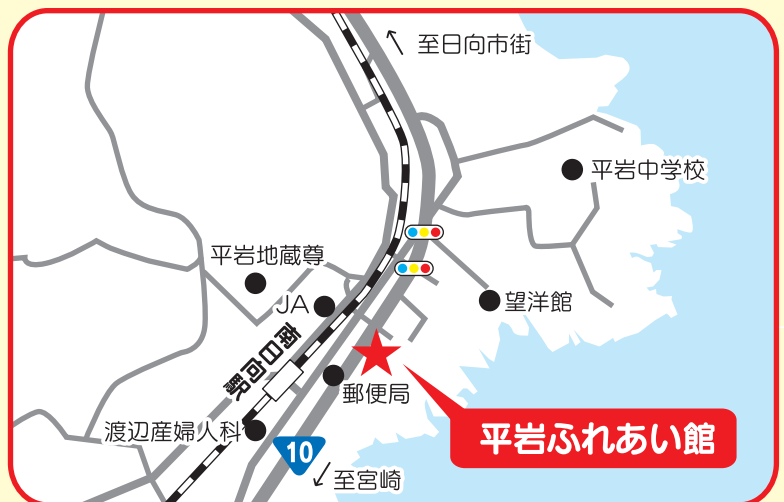 至日向市街
平岩中学校
平岩地蔵尊
JA
望洋館
南日向駅
郵便局
渡辺産婦人科
平岩ふれあい館
10
至宮崎